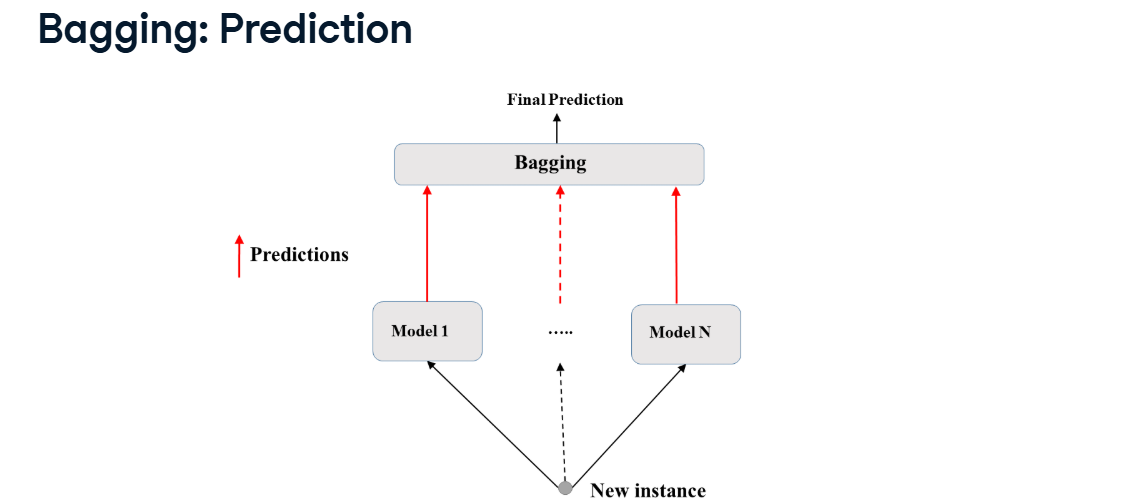 Bagging: Prediction
Final Prediction
Bagging
Predictions
Model 1
.....
Model N
New instance